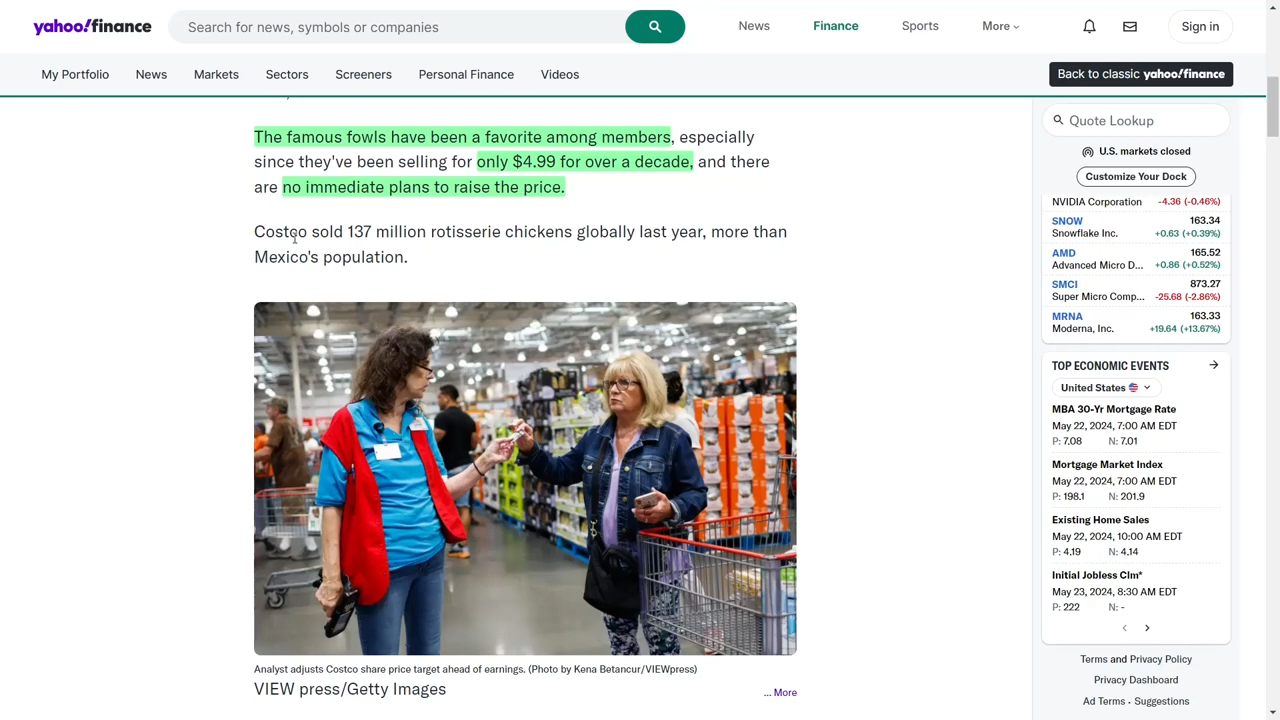 yahoo!finance
Search for news, symbols or companies
News
Finance
Sports
More
Sign in
My Portfolio
News
Markets
Sectors
Screeners
Personal Finance
Videos
Back to classic yahoo!finance
The famous fowls have been a favorite among members, especially
since they've been selling for only $4.99 for over a decade, and there
are no immediate plans to raise the price.
Costco sold 137 million rotisserie chickens globally last year, more than
Mexico's population.
Analyst adjusts Costco share price target ahead of earnings. (Photo by Kena Betancur/VIEWpress)
VIEW press/Getty Images
... More
Quote Lookup
U.S. markets closed
Customize Your Dock
NVIDIA Corporation -4.36 (-0.46%)
SNOW 163.34
Snowflake Inc. +0.63 (+0.39%)
AMD 165.52
Advanced Micro D... +0.86 (+0.52%)
SMCI 873.27
Super Micro Comp... -25.68 (-2.86%)
MRNA 163.33
Moderna, Inc. +19.64 (+13.67%)
TOP ECONOMIC EVENTS
United States
MBA 30-Yr Mortgage Rate
May 22, 2024, 7:00 AM EDT
P: 7.08 N: 7.01
Mortgage Market Index
May 22, 2024, 7:00 AM EDT
P: 198.1 N: 201.9
Existing Home Sales
May 22, 2024, 10:00 AM EDT
P: 4.19 N: 4.14
Initial Jobless Clm*
May 23, 2024, 8:30 AM EDT
P: 222 N: -
Terms and Privacy Policy
Privacy Dashboard
Ad Terms • Suggestions